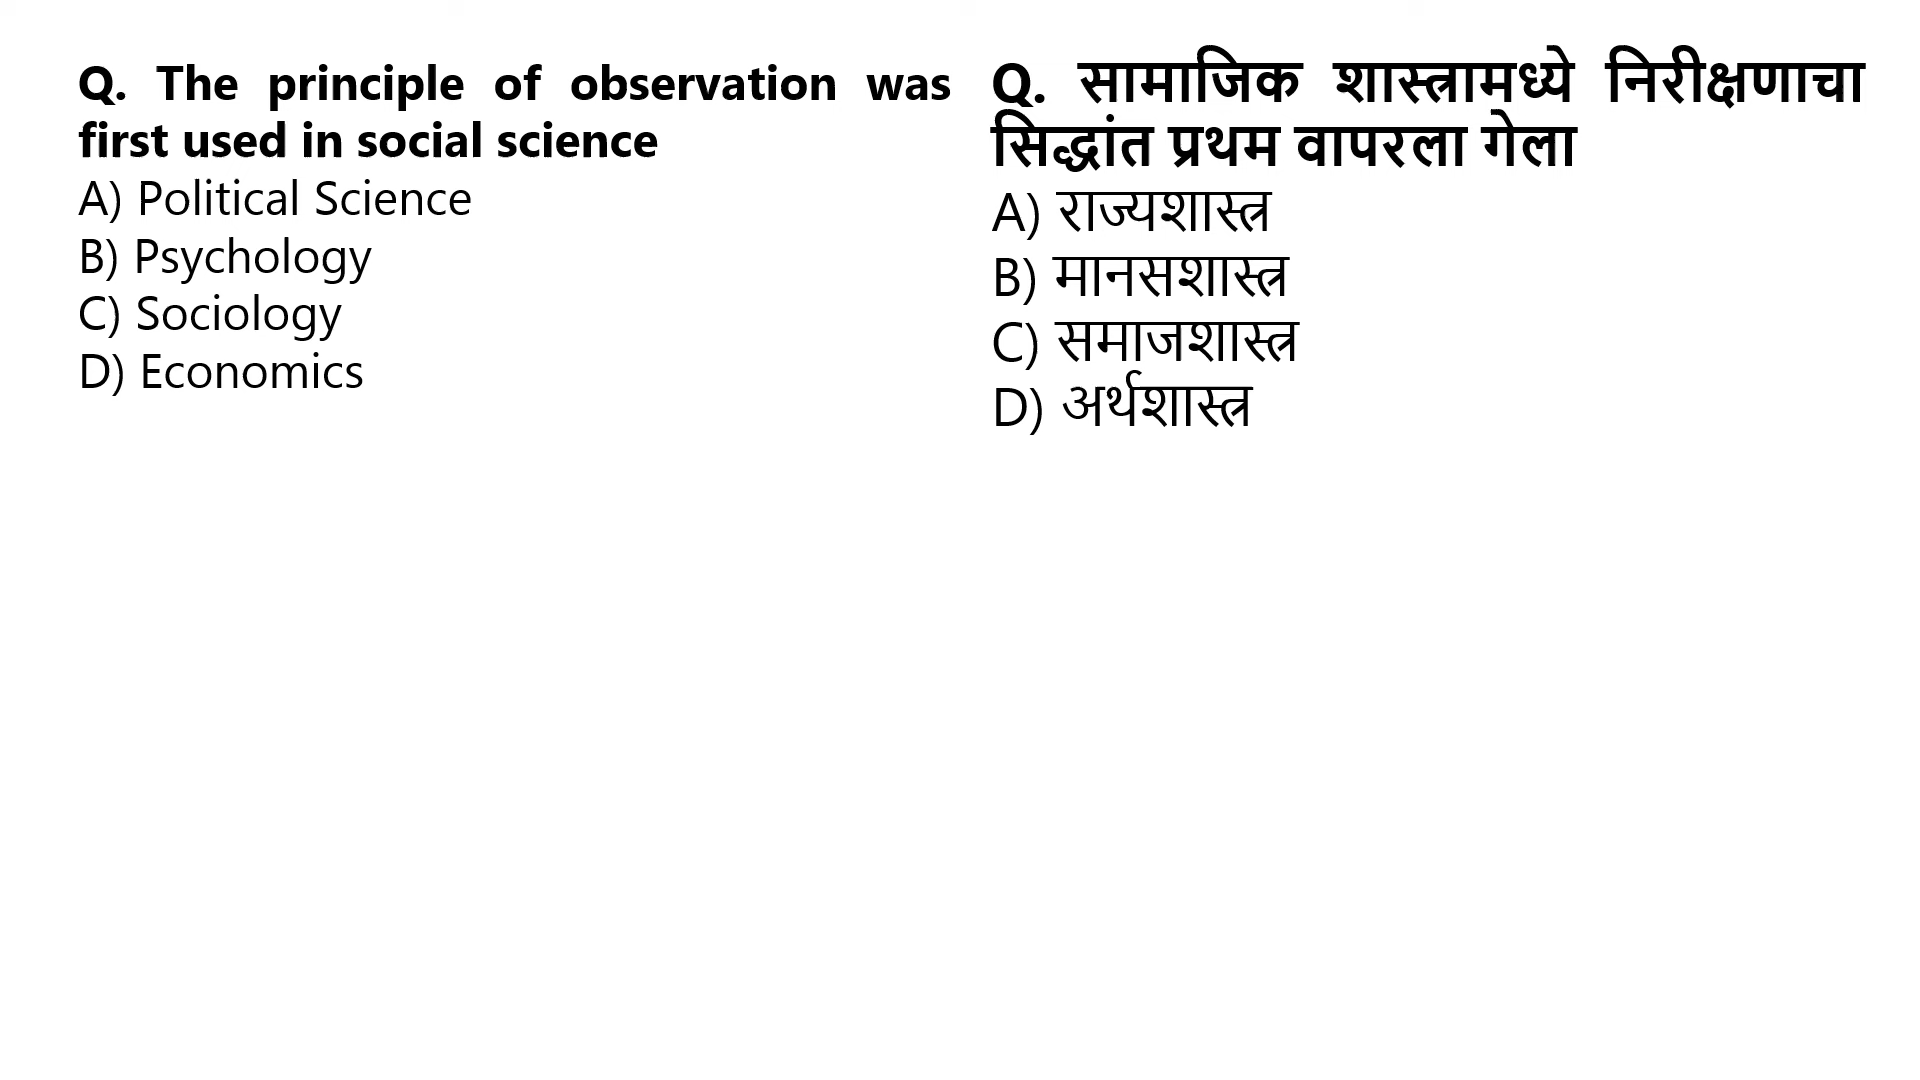 Q. The principle of observation was
first used in social science
A) Political Science
B) Psychology
C) Sociology
D) Economics
Q. सामाजिक शास्त्रामध्ये निरीक्षणाचा
सिद्धांत प्रथम वापरला गेला
A) राज्यशास्त्र
B) मानसशास्त्र
C) समाजशास्त्र
D) अर्थशास्त्र